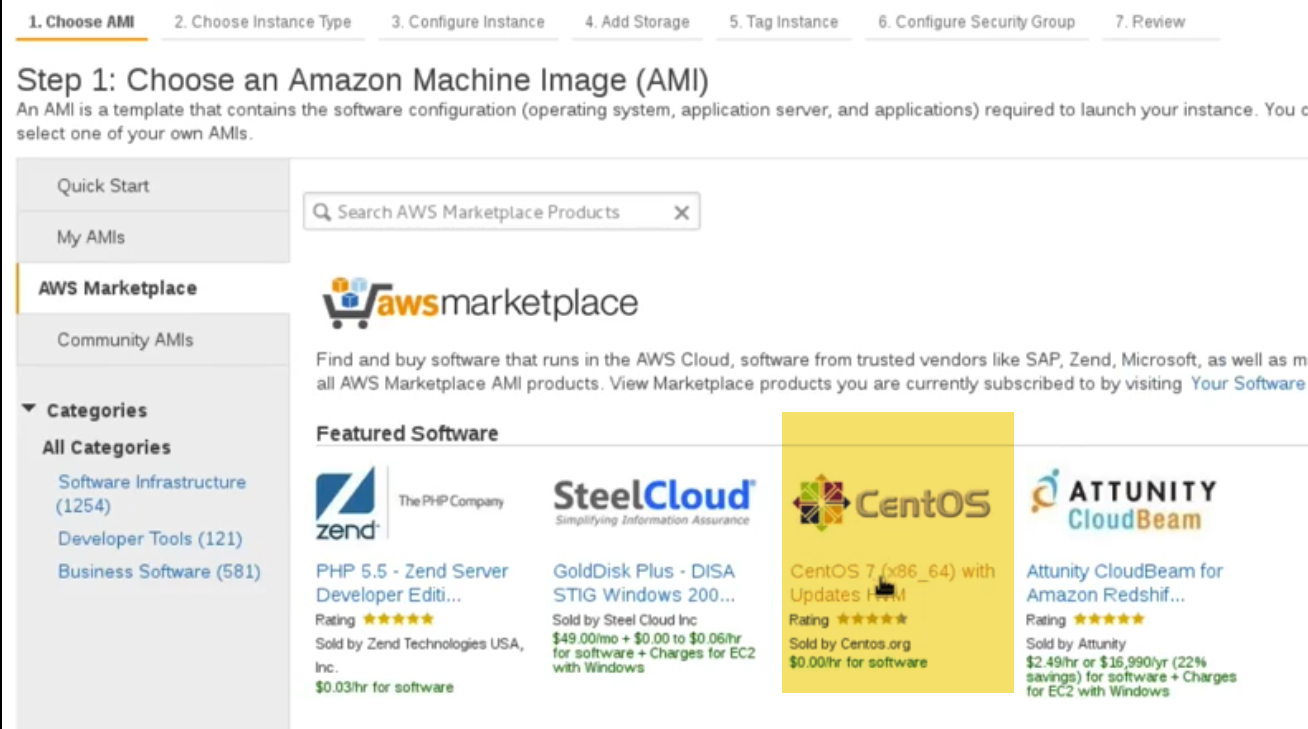 1. Choose AMI 2. Choose Instance Type 3. Configure Instance 4. Add Storage 5. Tag Instance 6. Configure Security Group 7. Review
Step 1: Choose an Amazon Machine Image (AMI)
An AMI is a template that contains the software configuration (operating system, application server, and applications) required to launch your instance. You
select one of your own AMIs.
Quick Start
My AMIs
AWS Marketplace
Community AMIs
Categories
All Categories
Software Infrastructure
(1254)
Developer Tools (121)
Business Software (581)
Search AWS Marketplace Products
awsmarketplace
Find and buy software that runs in the AWS Cloud, software from trusted vendors like SAP, Zend, Microsoft, as well as
all AWS Marketplace AMI products. View Marketplace products you are currently subscribed to by visiting Your Software
Featured Software
zend
The PHP Company
PHP 5.5 - Zend Server
Developer Editi...
Rating
Sold by Zend Technologies USA,
Inc.
$0.03/hr for software
SteelCloud
Simplifying Information Assurance
GoldDisk Plus - DISA
STIG Windows 200...
Sold by Steel Cloud Inc
$49.00/mo + $0.00 to $0.06/hr
for software + Charges for EC2
with Windows
CentOS
CentOS 7 (x86_64) with
Updates HVM
Rating
Sold by Centos.org
$0.00/hr for software
ATTUNITY
CloudBeam
Attunity CloudBeam for
Amazon Redshif...
Rating
Sold by Attunity
$2.49/hr or $16,990/yr (22%
savings) for software + Charges
for EC2 with Windows